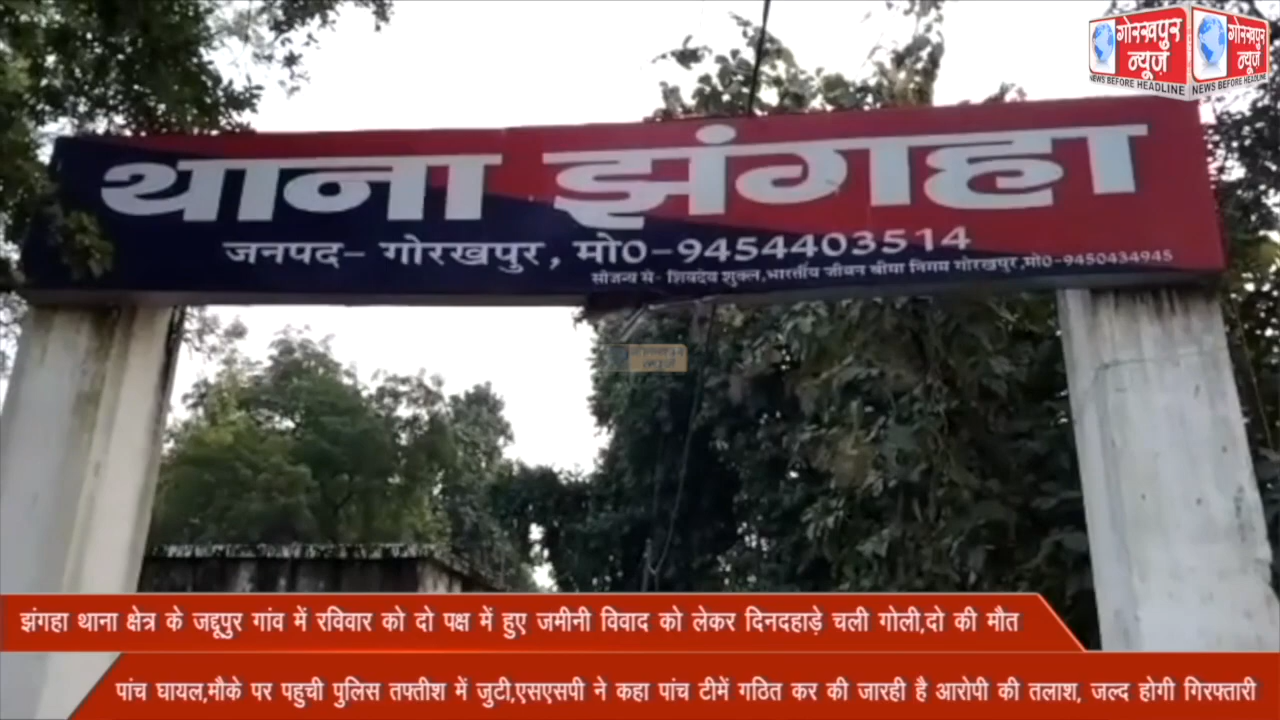 गोरखपुर न्यूज
NEWS BEFORE HEADLINE
गोरखपुर न्यूज
NEWS BEFORE HEADLINE
थाना झंगहा
जनपद- गोरखपुर, मो0-9454403514
सौजन्य से- शिवदेव शुक्ल,भारतीय जीवन बीमा निगम गोरखपुर,मो0-9450434945
झंगहा थाना क्षेत्र के जद्दूपुर गांव में रविवार को दो पक्ष में हुए जमीनी विवाद को लेकर दिनदहाड़े चली गोली,दो की मौत
पांच घायल,मौके पर पहुची पुलिस तफ्तीश में जुटी,एसएसपी ने कहा पांच टीमें गठित कर की जारही है आरोपी की तलाश, जल्द होगी गिरफ्तारी